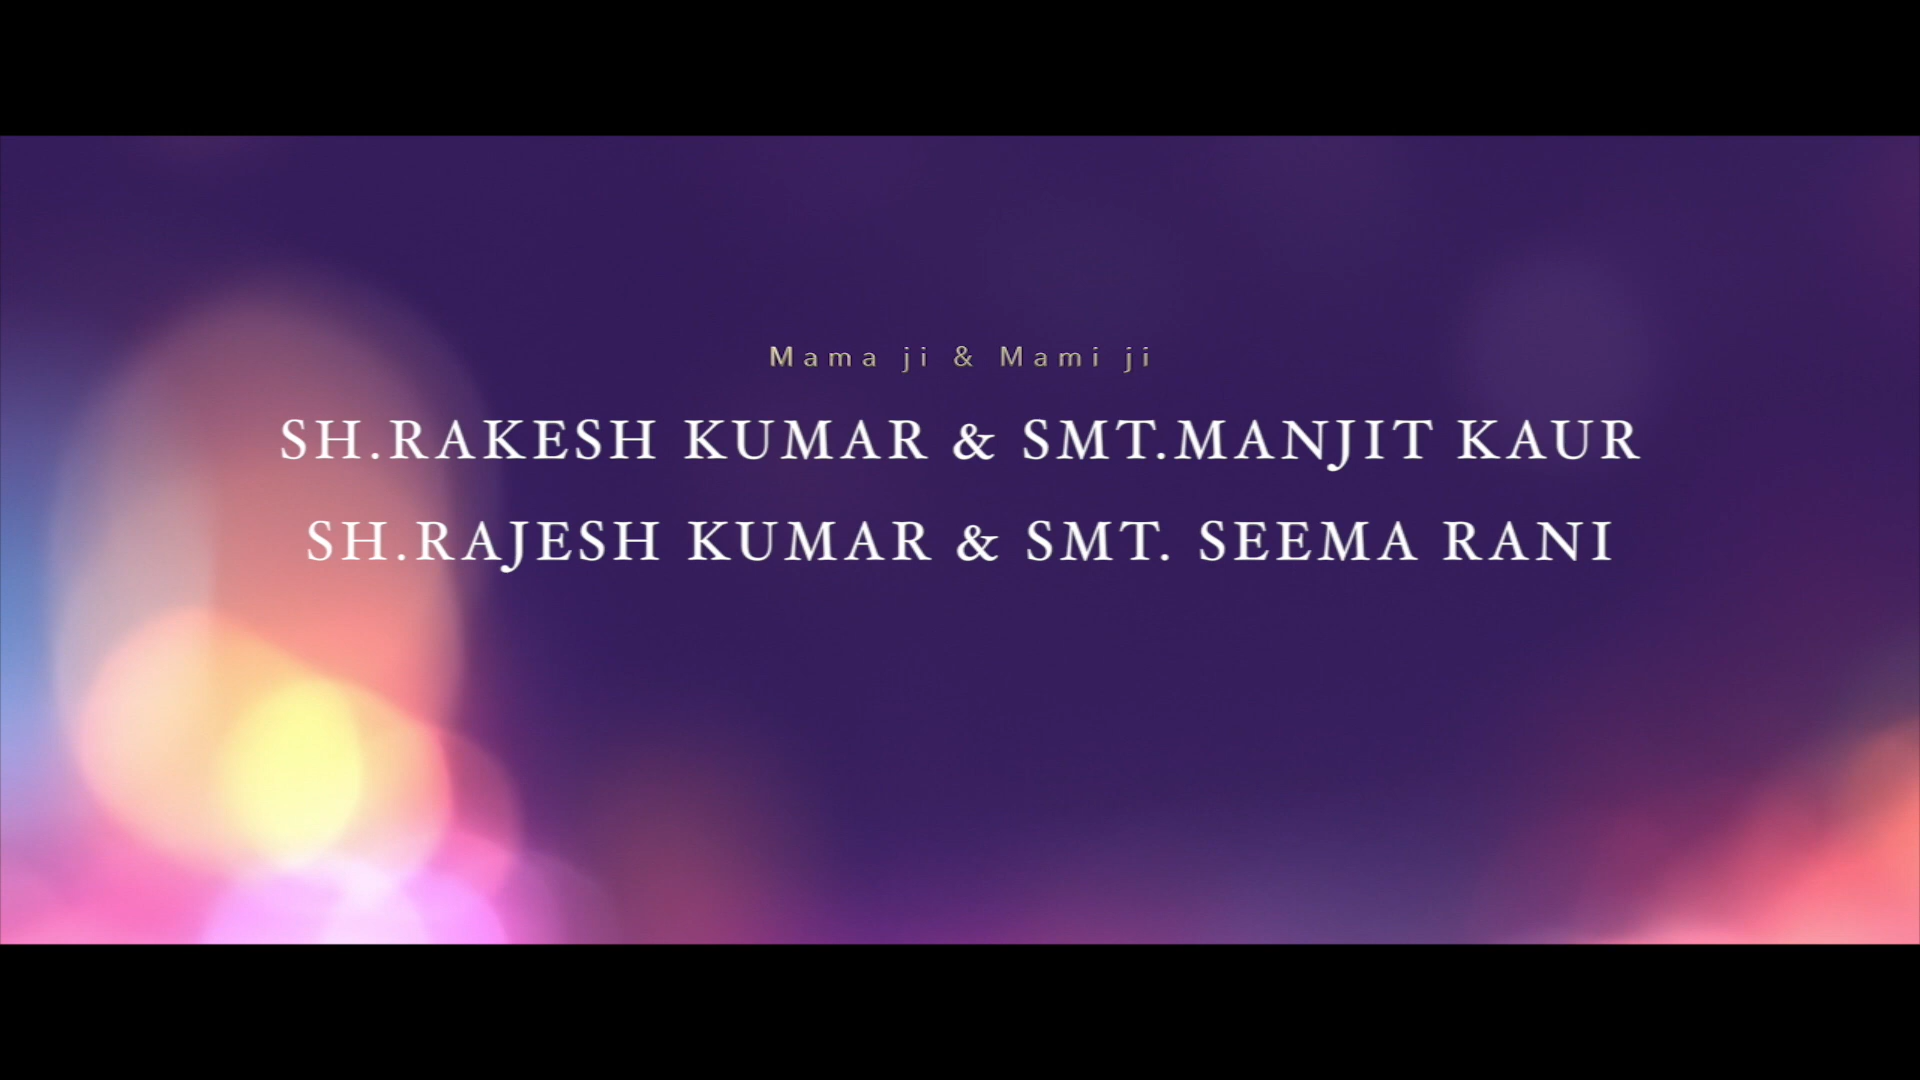 Mama ji & Mami ji
SH.RAKESH KUMAR & SMT.MANJIT KAUR
SH.RAJESH KUMAR & SMT. SEEMA RANI